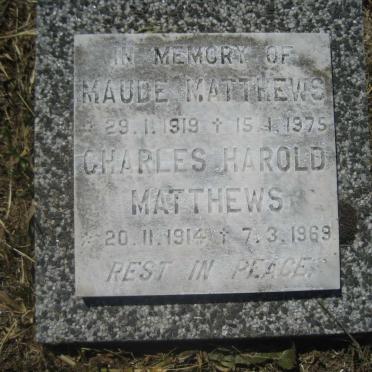 IN MEMORY OF
MAUDE MATTHEWS
* 29.1.1919 † 15.1.1975
CHARLES HAROLD
MATTHEWS
* 20.11.1914 † 7.3.1969
REST IN PEACE.